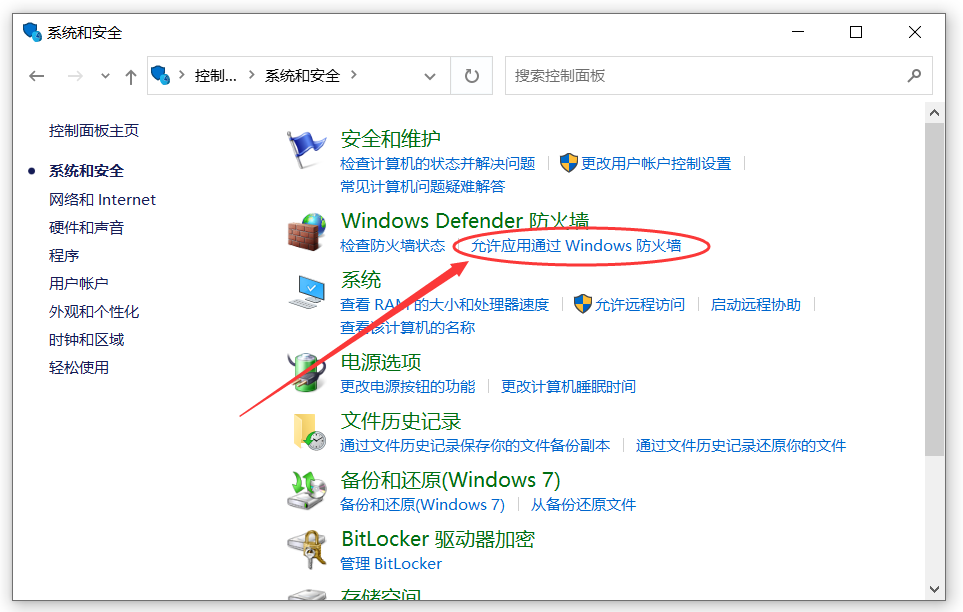 系统和安全
控制... 系统和安全
搜索控制面板
控制面板主页
系统和安全
网络和 Internet
硬件和声音
程序
用户帐户
外观和个性化
时钟和区域
轻松使用
安全和维护
检查计算机的状态并解决问题 更改用户帐户控制设置
常见计算机问题疑难解答
Windows Defender 防火墙
检查防火墙状态 允许应用通过 Windows 防火墙
系统
查看 RAM 的大小和处理器速度 允许远程访问 启动远程协助
查看该计算机的名称
电源选项
更改电源按钮的功能 更改计算机睡眠时间
文件历史记录
通过文件历史记录保存你的文件备份副本 通过文件历史记录还原你的文件
备份和还原(Windows 7)
备份和还原(Windows 7) 从备份还原文件
BitLocker 驱动器加密
管理 BitLocker
存储空间